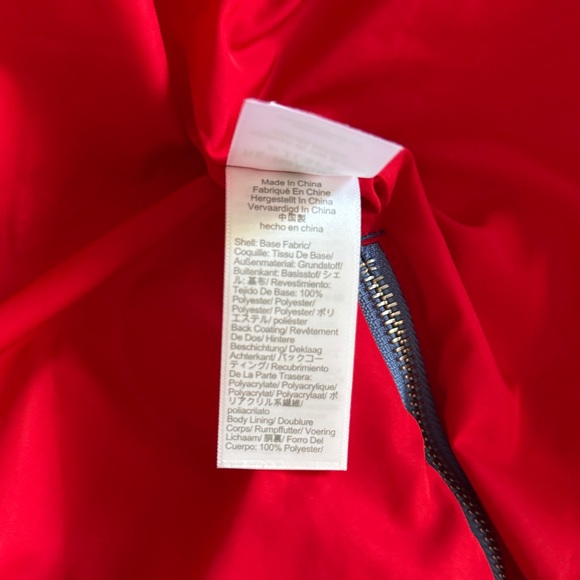 Made In China
Fabriqué En Chine
Hergestellt In China
Vervaardigd In China
中国製
hecho en china
Shell: Base Fabric/
Coquille: Tissu De Base/
Außenmaterial: Grundstoff/
Buitenkant: Basisstof/ シェ
ル: 基布/ Revestimiento:
Tejido De Base: 100%
Polyester/ Polyester/
Polyester/ Polyester/ ポリ
エステル/ poliéster
Back Coating/ Revêtement
De Dos/ Hintere
Beschichtung/ Deklaag
Achterkant/ バックコー
ティング/ Recubrimiento
De La Parte Trasera:
Polyacrylate/ Polyacrylique/
Polyacrylat/ Polyacrylaat/ ポ
リアクリル系繊維/
poliacrilato
Body Lining/ Doublure
Corps/ Rumpffutter/ Voering
Lichaam/ 胴裏/ Forro Del
Cuerpo: 100% Polyester/